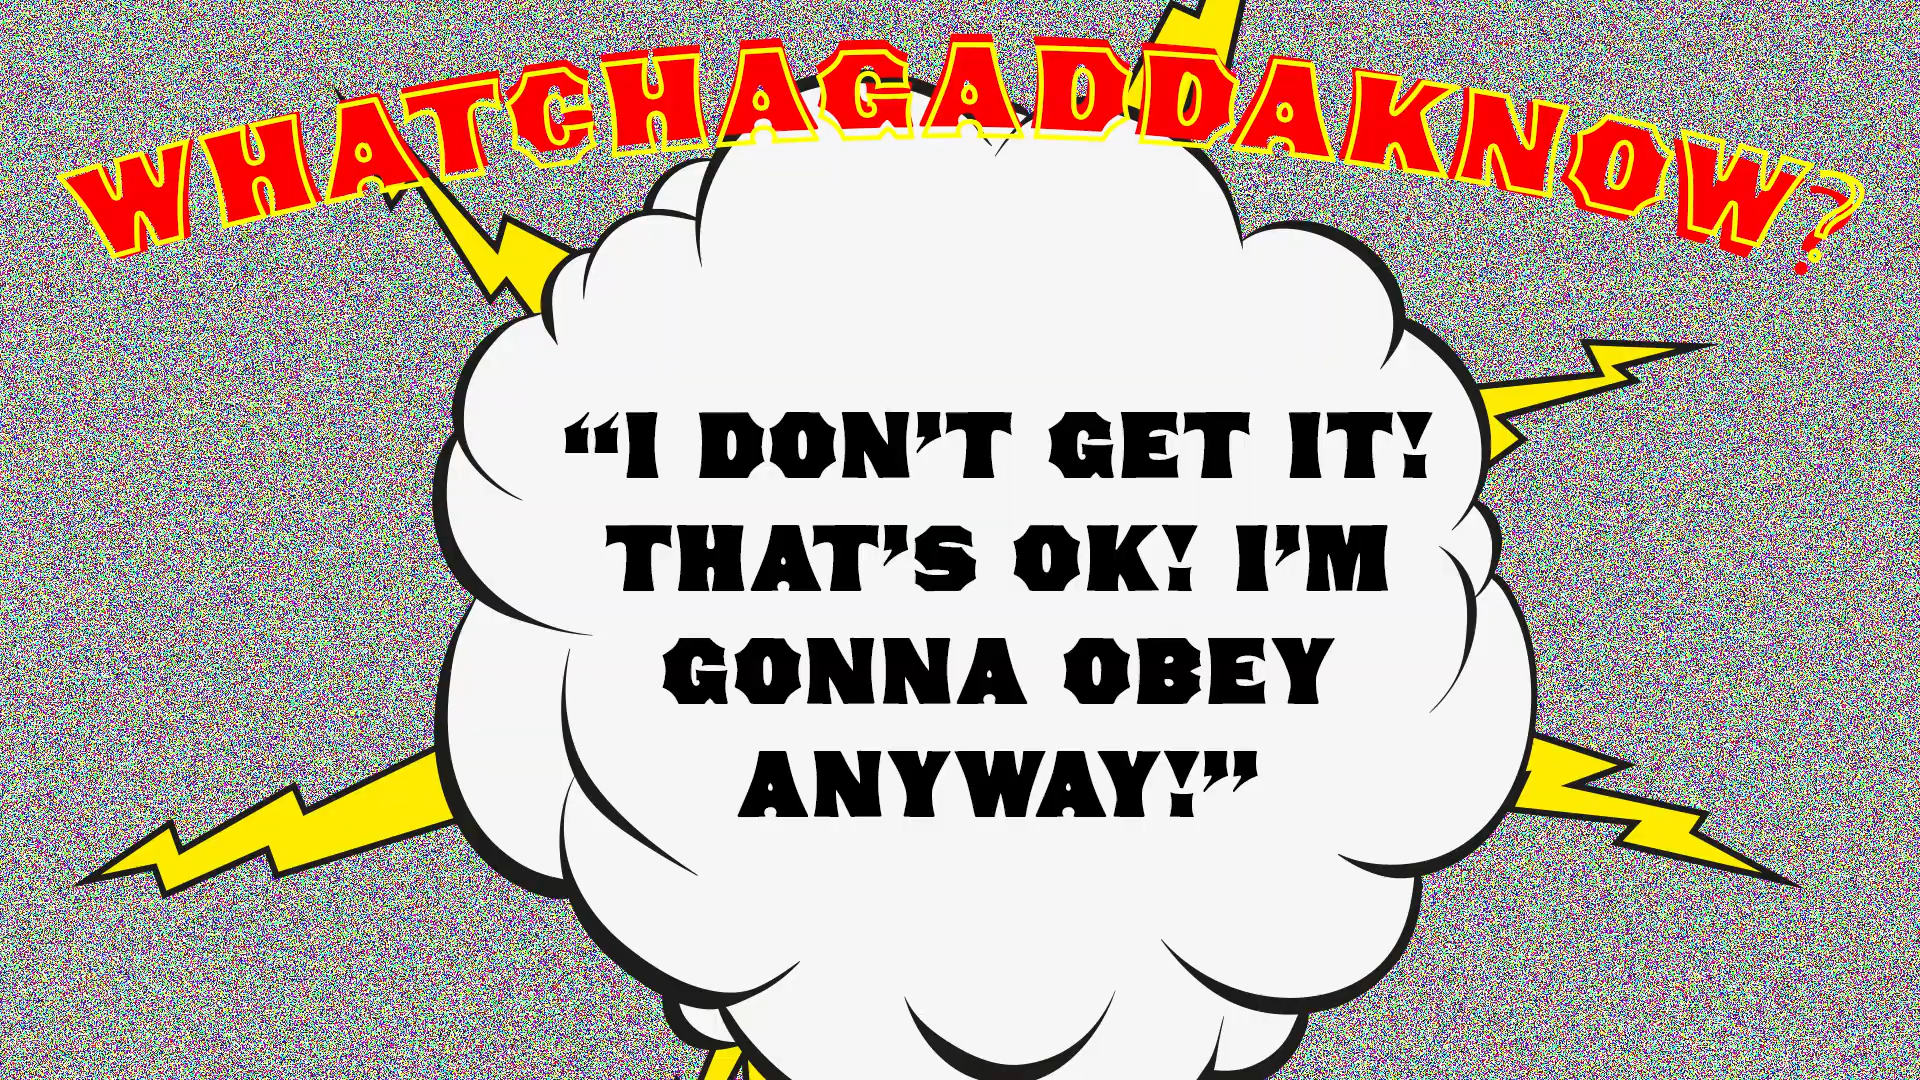 WHATCHAGADDAKNOW?
“I DON’T GET IT!
THAT’S OK! I’M
GONNA OBEY
ANYWAY!”